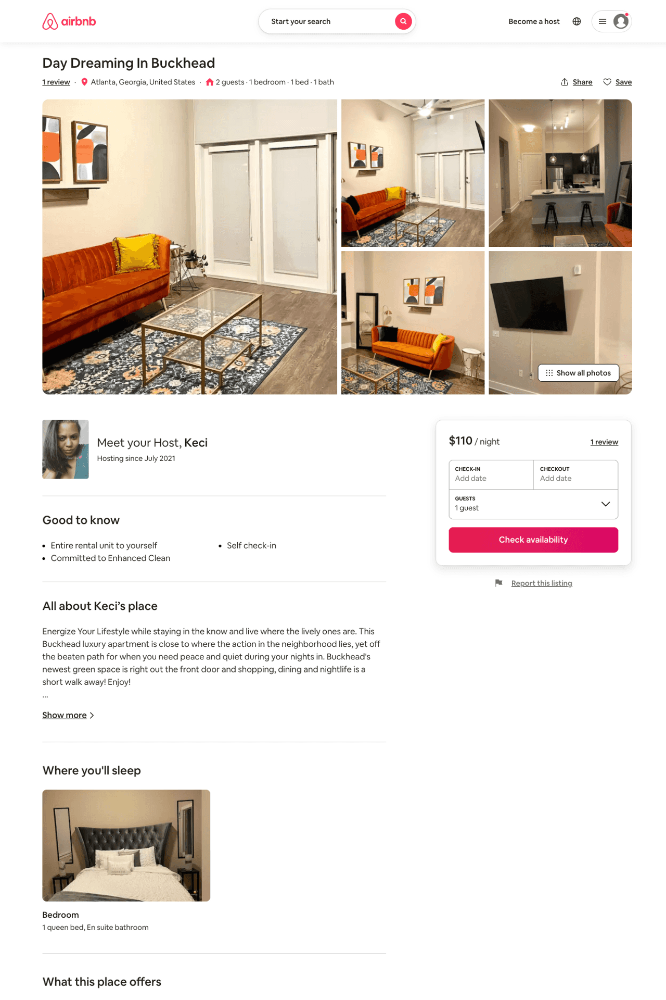 airbnb
Start your search
Become a host
Day Dreaming In Buckhead
1 review · Atlanta, Georgia, United States · 2 guests · 1 bedroom · 1 bed · 1 bath
Share
Save
Show all photos
Meet your Host, Keci
Hosting since July 2021
$110 / night
1 review
CHECK-IN
Add date
CHECKOUT
Add date
GUESTS
1 guest
Check availability
Report this listing
Good to know
• Entire rental unit to yourself
• Self check-in
• Committed to Enhanced Clean
All about Keci’s place
Energize Your Lifestyle while staying in the know and live where the lively ones are. This
Buckhead luxury apartment is close to where the action in the neighborhood lies, yet off
the beaten path for when you need peace and quiet during your nights in. Buckhead's
newest green space is right out the front door and shopping, dining and nightlife is a
short walk away! Enjoy!
...
Show more
Where you'll sleep
Bedroom
1 queen bed, En suite bathroom
What this place offers